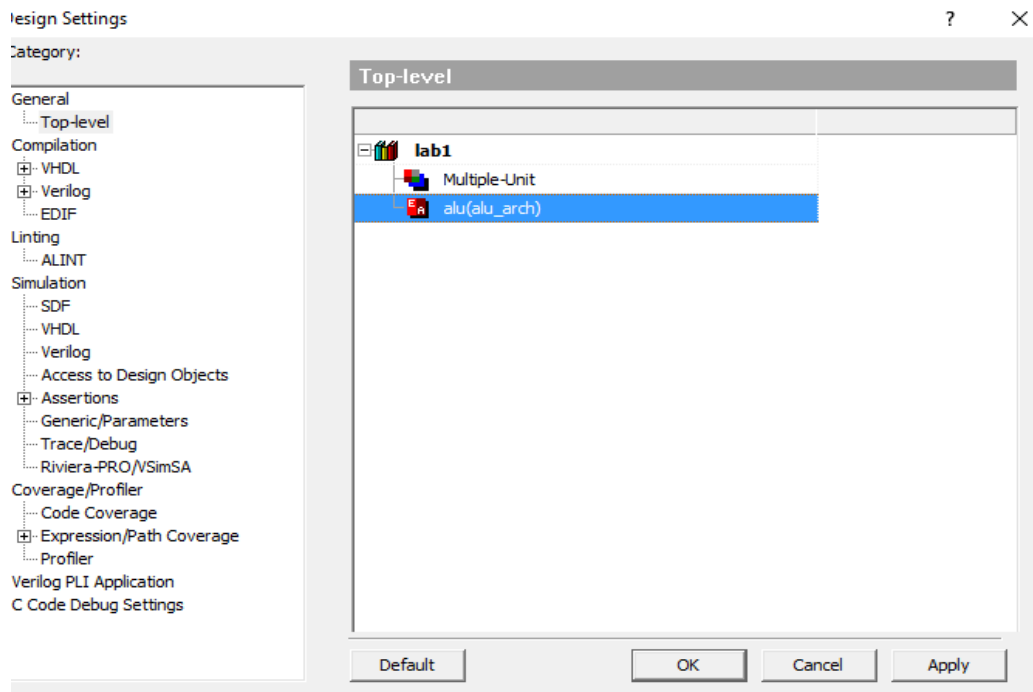 Design Settings
?
Category:
General
Top-level
Compilation
VHDL
Verilog
EDIF
Linting
ALINT
Simulation
SDF
VHDL
Verilog
Access to Design Objects
Assertions
Generic/Parameters
Trace/Debug
Riviera-PRO/VSimSA
Coverage/Profiler
Code Coverage
Expression/Path Coverage
Profiler
Verilog PLI Application
C Code Debug Settings
Top-level
lab1
Multiple-Unit
E A alu(alu_arch)
Default OK Cancel Apply